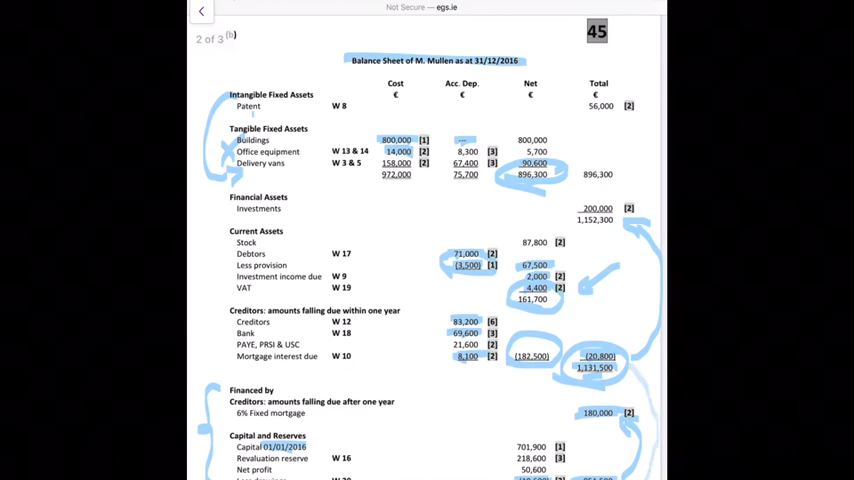 Not Secure — egs.ie
45
2 of 3 (b)
Balance Sheet of M. Mullen as at 31/12/2016
Cost Acc. Dep. Net Total
€ € € €
Intangible Fixed Assets
Patent W 8 56,000 [2]
Tangible Fixed Assets
Buildings 800,000 [1] --- 800,000
Office equipment W 13 & 14 14,000 [2] 8,300 [3] 5,700
Delivery vans W 3 & 5 158,000 [2] 67,400 [3] 90,600
972,000 75,700 896,300 896,300
Financial Assets
Investments 200,000 [2]
1,152,300
Current Assets
Stock 87,800 [2]
Debtors W 17 71,000 [2]
Less provision (3,500) [1] 67,500
Investment income due W 9 2,000 [2]
VAT W 19 4,400 [2]
161,700
Creditors: amounts falling due within one year
Creditors W 12 83,200 [6]
Bank W 18 69,600 [3]
PAYE, PRSI & USC 21,600 [2]
Mortgage interest due W 10 8,100 [2] (182,500) (20,800)
1,131,500
Financed by
Creditors: amounts falling due after one year
6% Fixed mortgage 180,000 [2]
Capital and Reserves
Capital 01/01/2016 701,900 [1]
Revaluation reserve W 16 218,600 [3]
Net profit 50,600